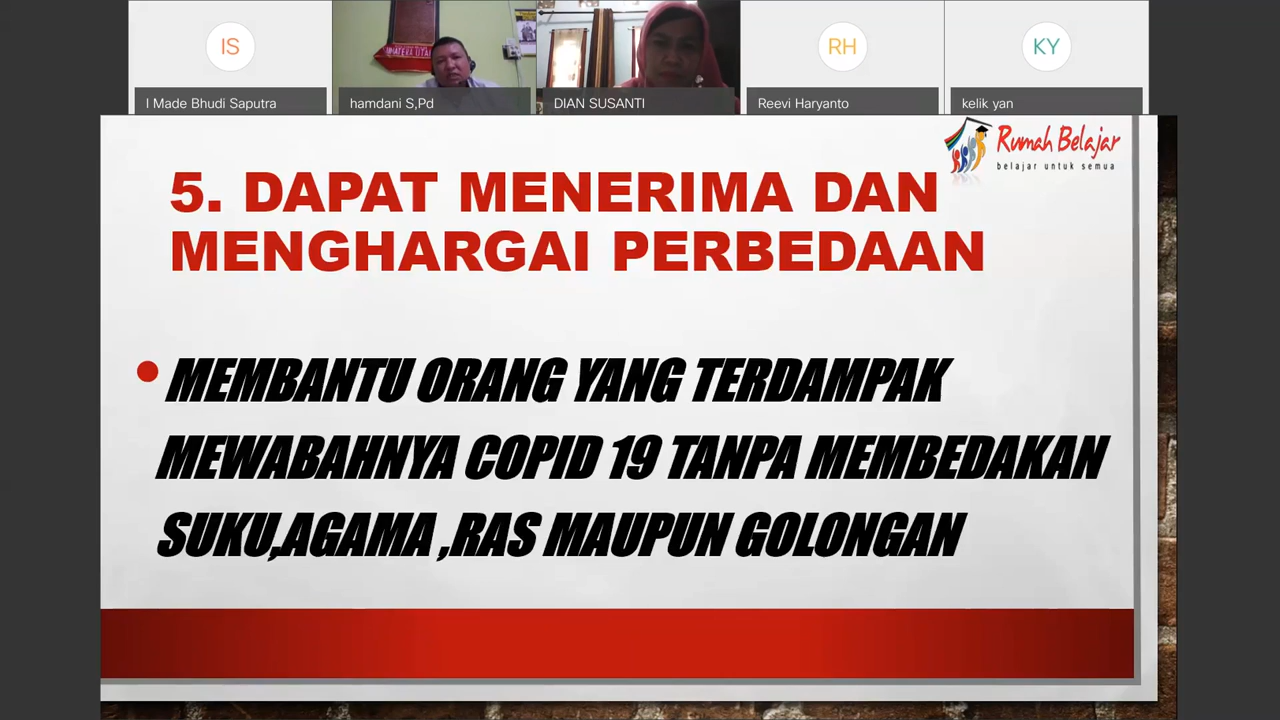 IS
RH
KY
I Made Bhudi Saputra
hamdani S,Pd
DIAN SUSANTI
Reevi Haryanto
kelik yan
Rumah Belajar
belajar untuk semua
5. DAPAT MENERIMA DAN
MENGHARGAI PERBEDAAN
• MEMBANTU ORANG YANG TERDAMPAK
MEWABAHNYA COPID 19 TANPA MEMBEDAKAN
SUKU,AGAMA ,RAS MAUPUN GOLONGAN